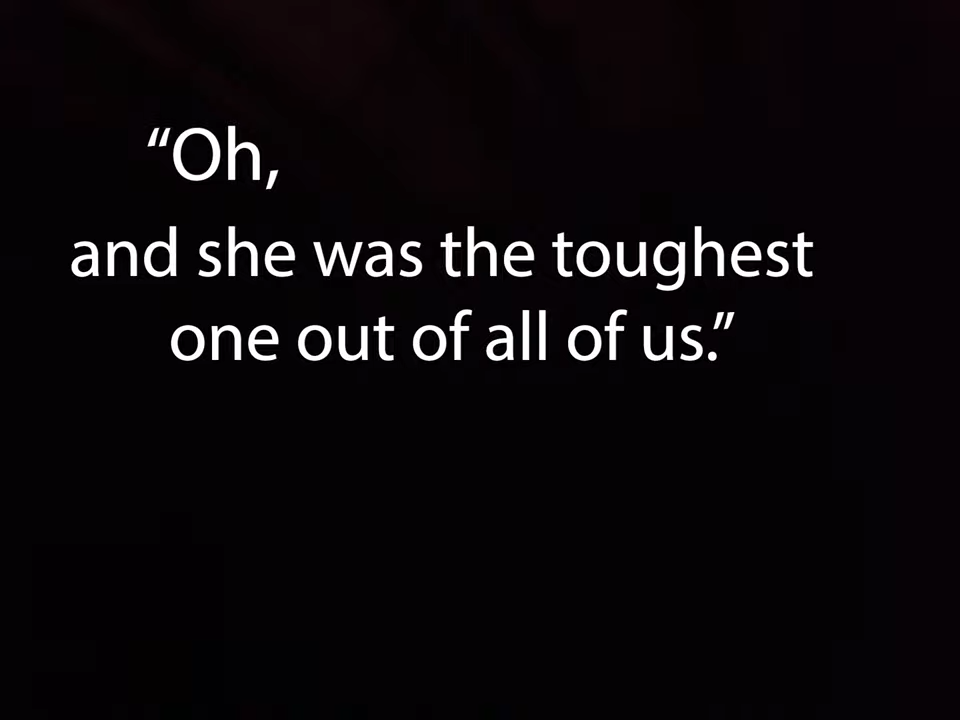 “Oh,
and she was the toughest
one out of all of us.”